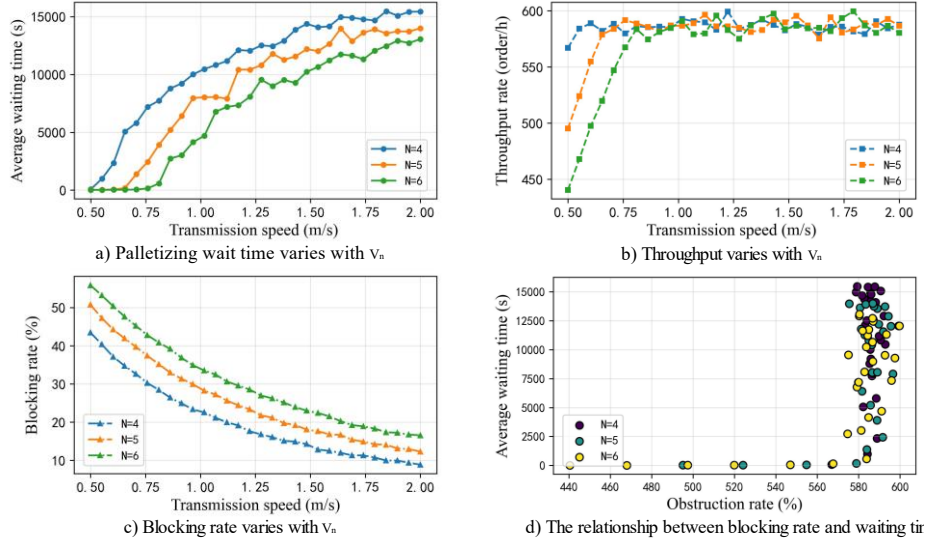 Average waiting time (s)
15000
10000
5000
0
N=4
N=5
N=6
0.50 0.75 1.00 1.25 1.50 1.75 2.00
Transmission speed (m/s)
a) Palletizing wait time varies with Vₙ
Throughput rate (order/h)
600
550
500
450
N=4
N=5
N=6
0.50 0.75 1.00 1.25 1.50 1.75 2.00
Transmission speed (m/s)
b) Throughput varies with Vₙ
Blocking rate (%)
50
40
30
20
10
N=4
N=5
N=6
0.50 0.75 1.00 1.25 1.50 1.75 2.00
Transmission speed (m/s)
c) Blocking rate varies with Vₙ
Average waiting time (s)
15000
12500
10000
7500
5000
2500
0
N=4
N=5
N=6
440 460 480 500 520 540 560 580 600
Obstruction rate (%)
d) The relationship between blocking rate and waiting